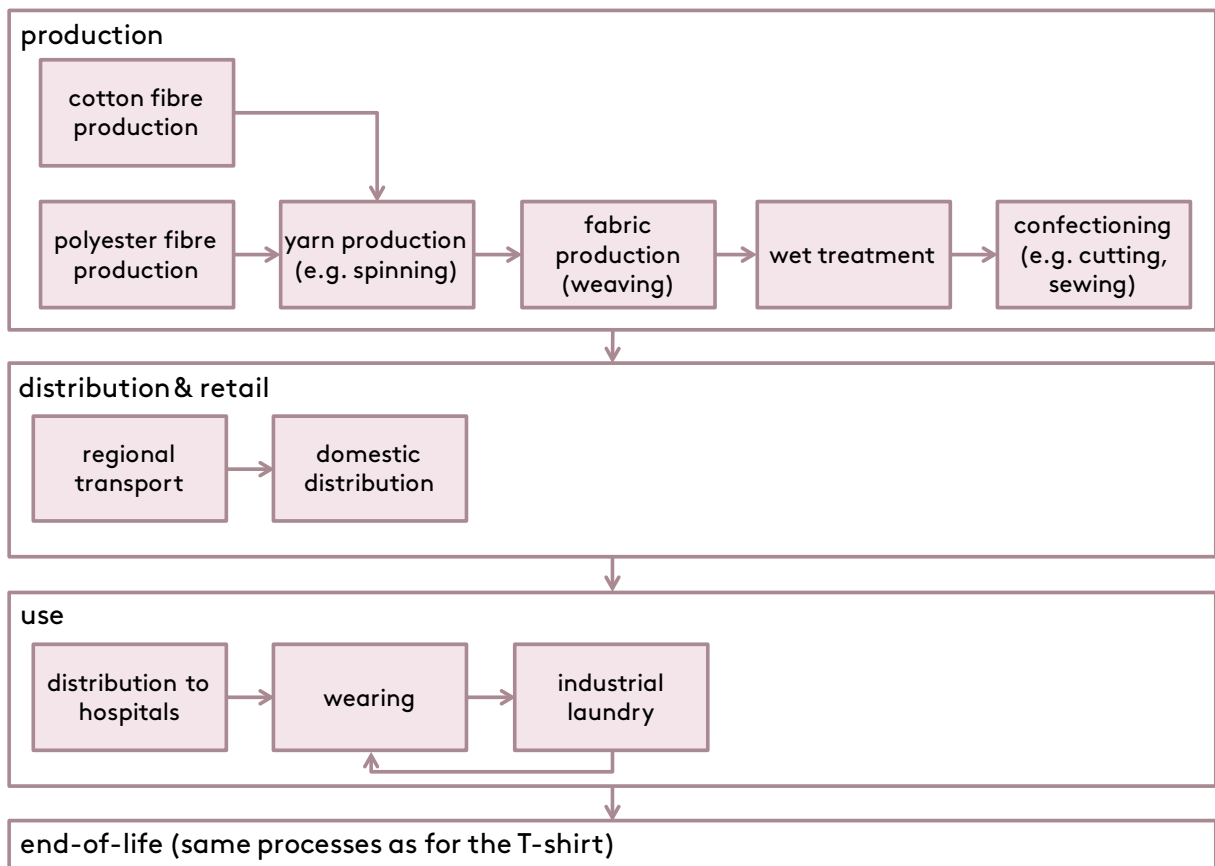 production
cotton fibre
production
polyester fibre
production
yarn production
(e.g. spinning)
fabric
production
(weaving)
wet treatment
confectioning
(e.g. cutting,
sewing)
distribution & retail
regional
transport
domestic
distribution
use
distribution to
hospitals
wearing
industrial
laundry
end-of-life (same processes as for the T-shirt)